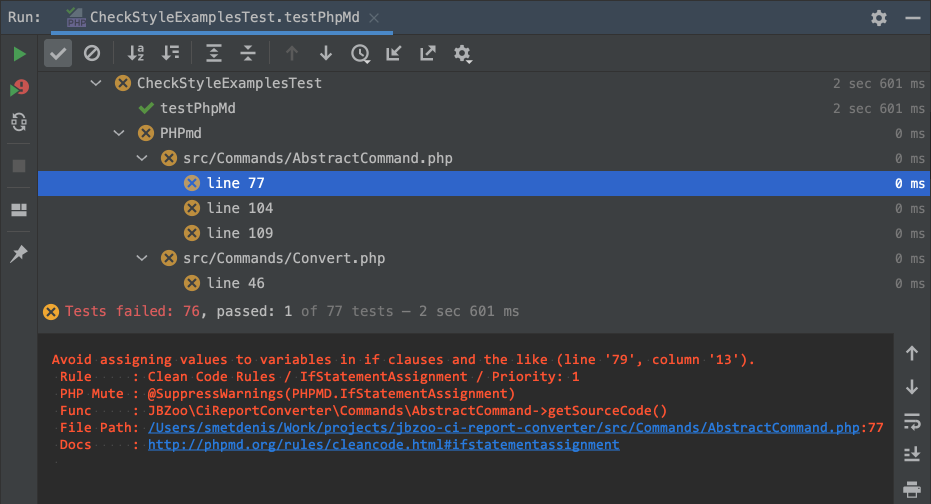 Run: PHP CheckStyleExamplesTest.testPhpMd
CheckStyleExamplesTest 2 sec 601 ms
testPhpMd 2 sec 601 ms
PHPmd 0 ms
src/Commands/AbstractCommand.php 0 ms
line 77 0 ms
line 104 0 ms
line 109 0 ms
src/Commands/Convert.php 0 ms
line 46 0 ms
Tests failed: 76, passed: 1 of 77 tests – 2 sec 601 ms
Avoid assigning values to variables in if clauses and the like (line '79', column '13').
Rule : Clean Code Rules / IfStatementAssignment / Priority: 1
PHP Mute : @SuppressWarnings(PHPMD.IfStatementAssignment)
Func : JBZoo\CiReportConverter\Commands\AbstractCommand->getSourceCode()
File Path: /Users/smetdenis/Work/projects/jbzoo-ci-report-converter/src/Commands/AbstractCommand.php:77
Docs : http://phpmd.org/rules/cleancode.html#ifstatementassignment